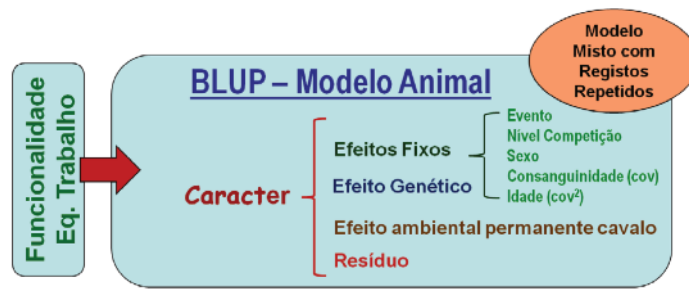 Modelo
Misto com
Registos
Repetidos
BLUP – Modelo Animal
Funcionalidade
Eq. Trabalho
Caracter
Efeitos Fixos
Evento
Nivel Competição
Sexo
Consanguinidade (cov)
Idade (cov²)
Efeito Genético
Efeito ambiental permanente cavalo
Resíduo